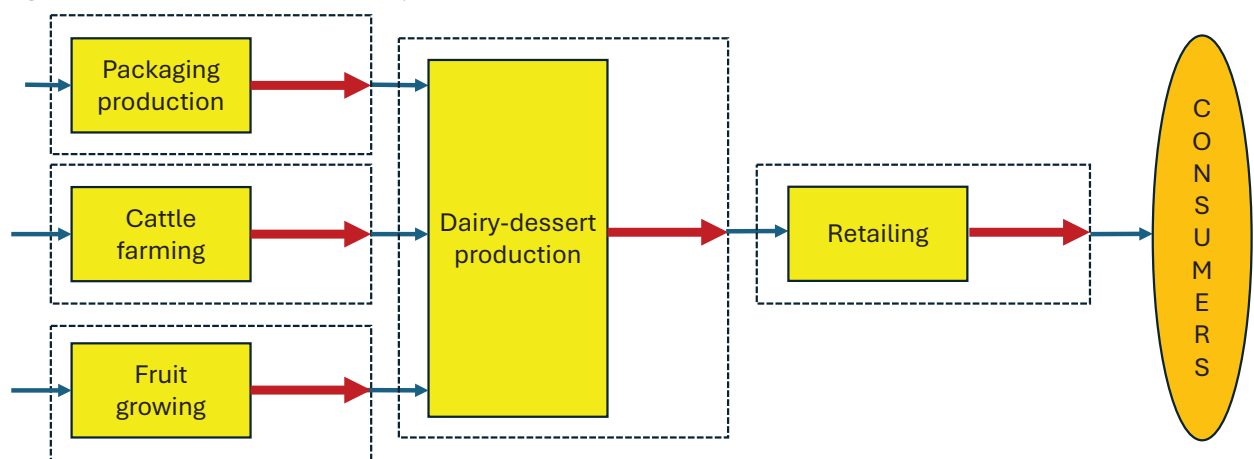 Packaging
production
Cattle
farming
Fruit
growing
Dairy-dessert
production
Retailing
C
O
N
S
U
M
E
R
S